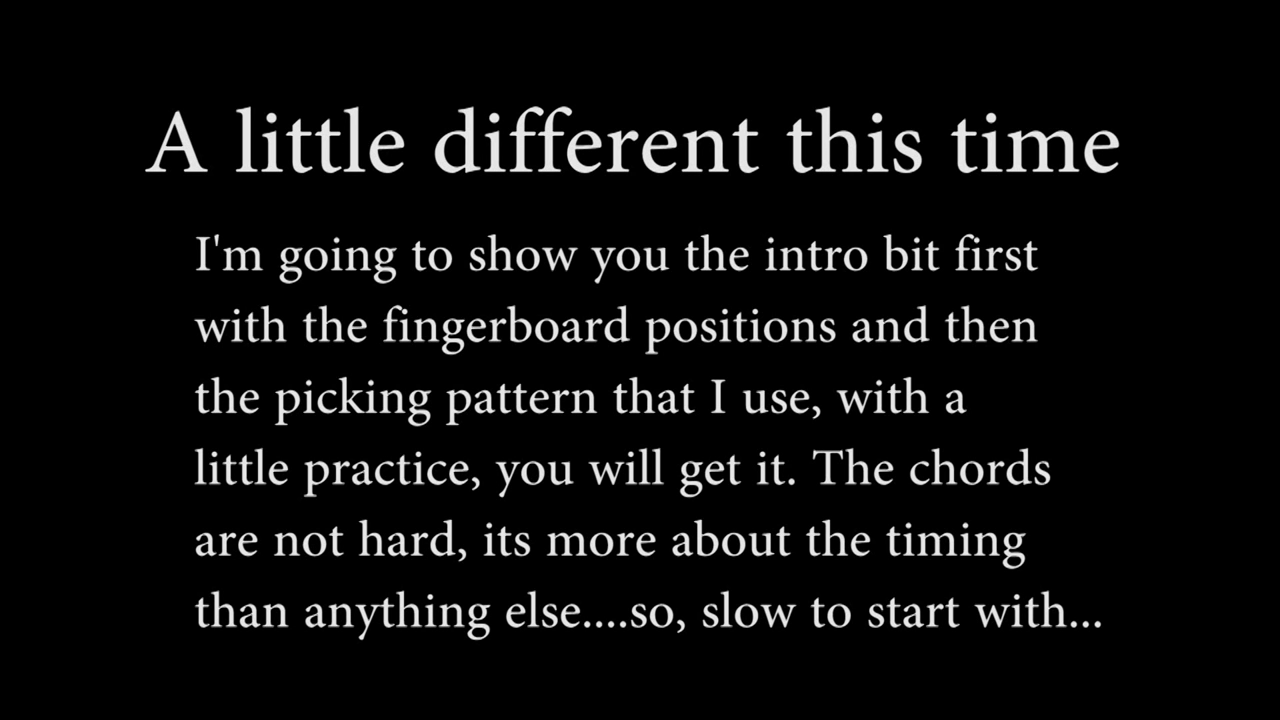 A little different this time
I'm going to show you the intro bit first
with the fingerboard positions and then
the picking pattern that I use, with a
little practice, you will get it. The chords
are not hard, its more about the timing
than anything else....so, slow to start with...